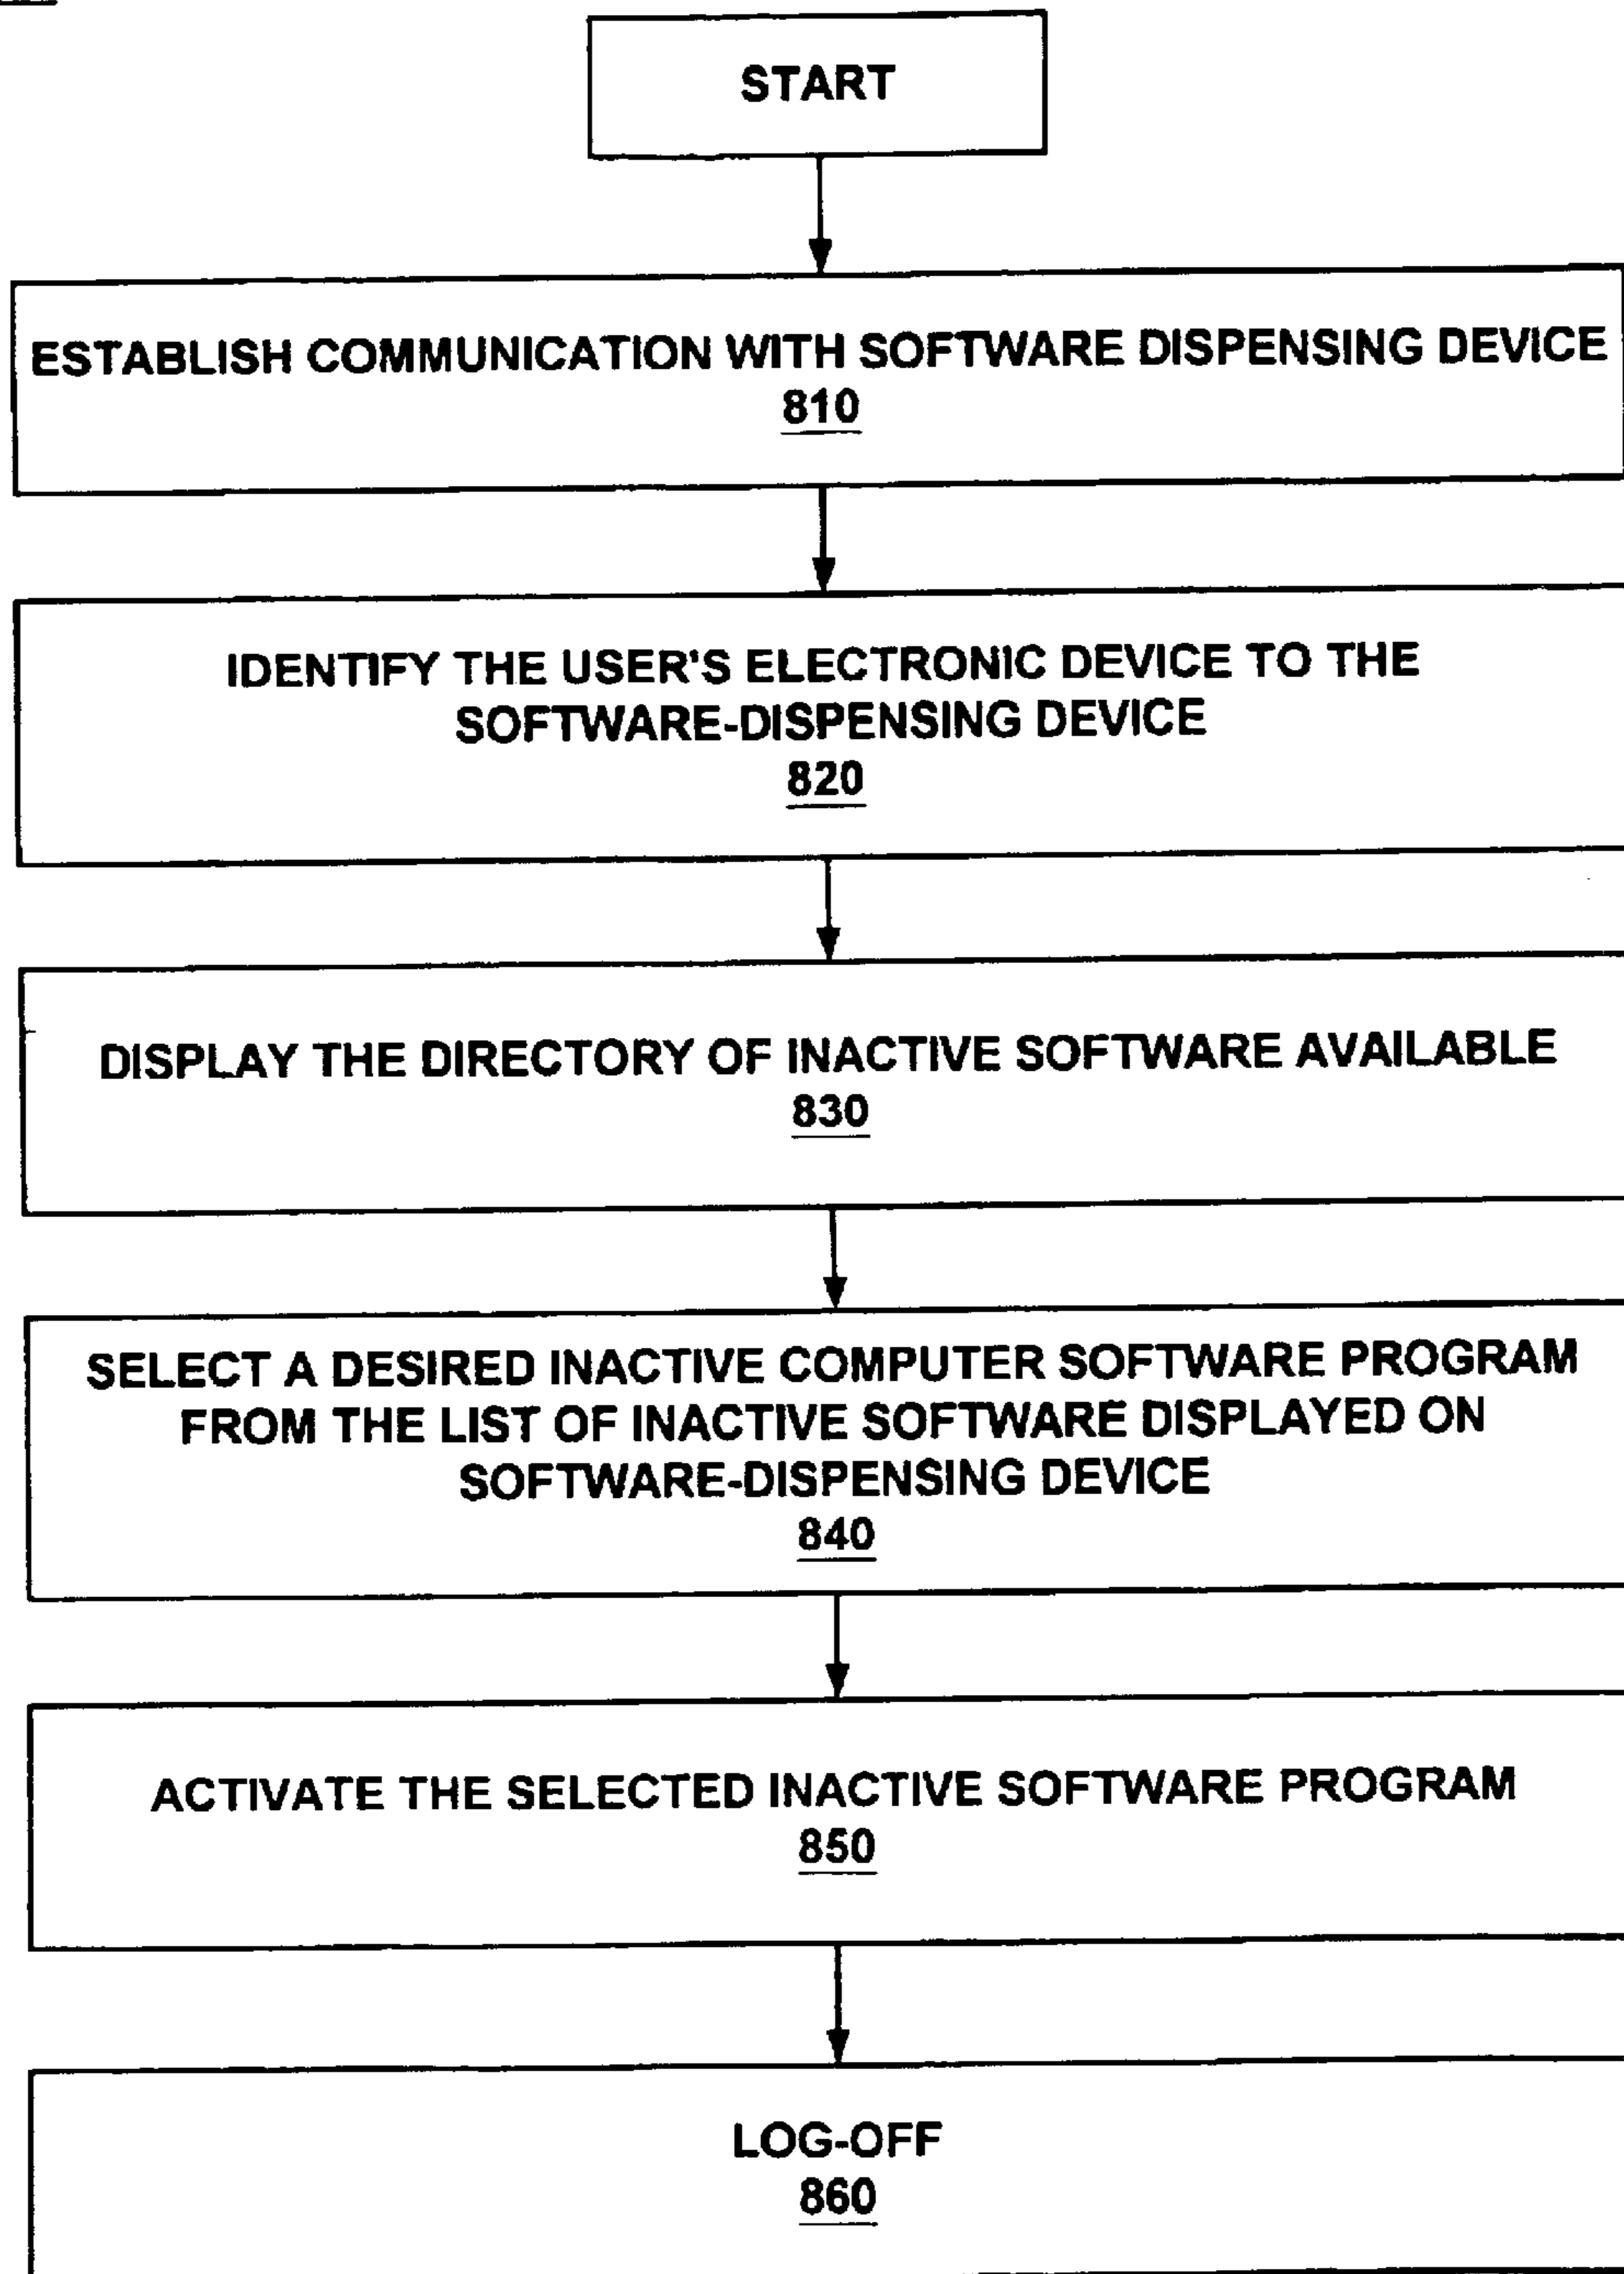 START
ESTABLISH COMMUNICATION WITH SOFTWARE DISPENSING DEVICE
810
IDENTIFY THE USER'S ELECTRONIC DEVICE TO THE
SOFTWARE-DISPENSING DEVICE
820
DISPLAY THE DIRECTORY OF INACTIVE SOFTWARE AVAILABLE
830
SELECT A DESIRED INACTIVE COMPUTER SOFTWARE PROGRAM
FROM THE LIST OF INACTIVE SOFTWARE DISPLAYED ON
SOFTWARE-DISPENSING DEVICE
840
ACTIVATE THE SELECTED INACTIVE SOFTWARE PROGRAM
850
LOG-OFF
860